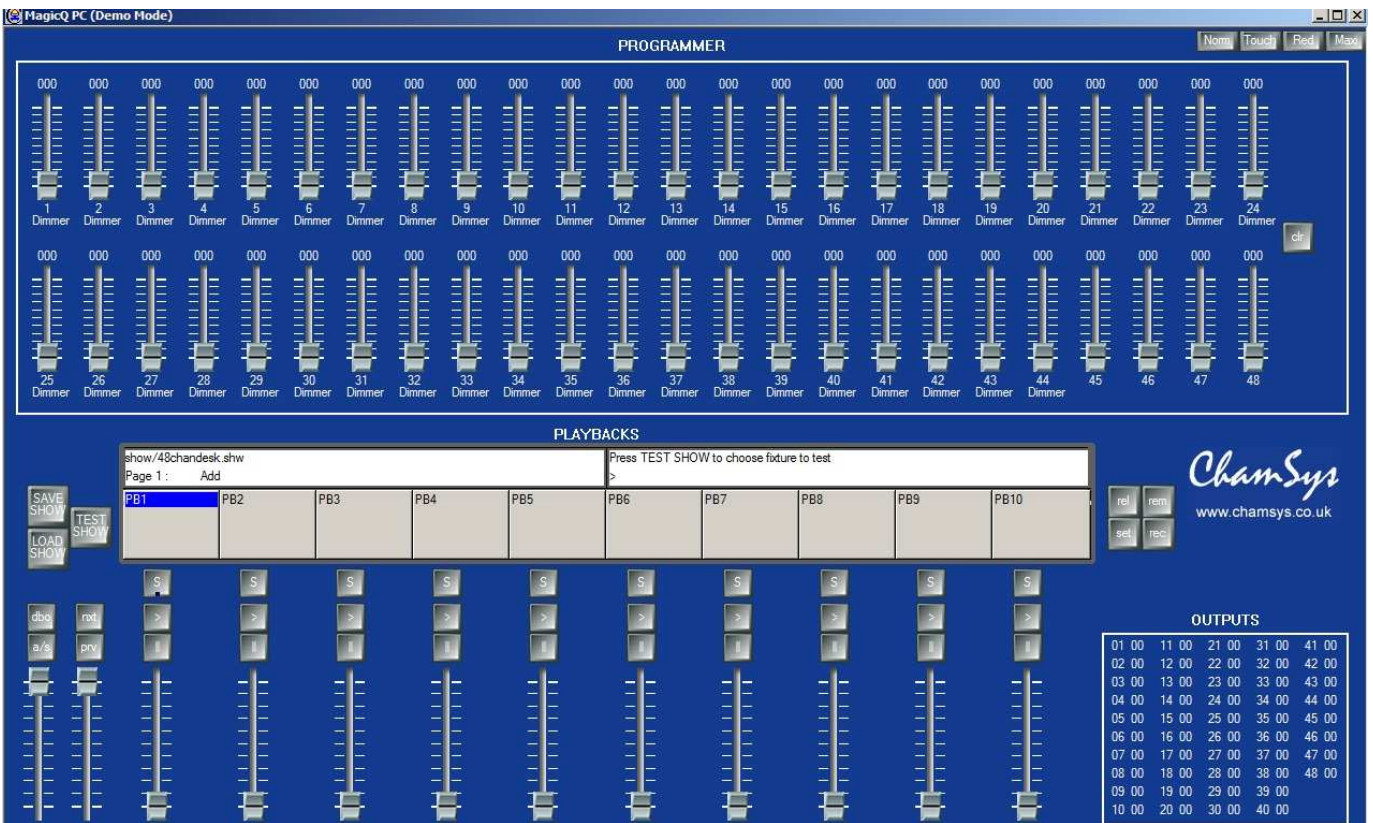 MagicQ PC (Demo Mode)
PROGRAMMER
Norm Touch Red Maxi
000 000 000 000 000 000 000 000 000 000 000 000 000 000 000 000 000 000 000 000 000 000 000 000
1 2 3 4 5 6 7 8 9 10 11 12 13 14 15 16 17 18 19 20 21 22 23 24
Dimmer Dimmer Dimmer Dimmer Dimmer Dimmer Dimmer Dimmer Dimmer Dimmer Dimmer Dimmer Dimmer Dimmer Dimmer Dimmer Dimmer Dimmer Dimmer Dimmer Dimmer Dimmer Dimmer Dimmer
clr
000 000 000 000 000 000 000 000 000 000 000 000 000 000 000 000 000 000 000 000 000 000 000 000
25 26 27 28 29 30 31 32 33 34 35 36 37 38 39 40 41 42 43 44 45 46 47 48
Dimmer Dimmer Dimmer Dimmer Dimmer Dimmer Dimmer Dimmer Dimmer Dimmer Dimmer Dimmer Dimmer Dimmer Dimmer Dimmer Dimmer Dimmer Dimmer Dimmer
PLAYBACKS
show/48chandesk.shw
Page 1 : Add
Press TEST SHOW to choose fixture to test
>
PB1 PB2 PB3 PB4 PB5 PB6 PB7 PB8 PB9 PB10
SAVE
SHOW
TEST
SHOW
LOAD
SHOW
rel rem
set rec
ChamSys
www.chamsys.co.uk
S S S S S S S S S S
dbo nxt > > > > > > > > > >
a/s prv || || || || || || || || || ||
OUTPUTS
01 00 11 00 21 00 31 00 41 00
02 00 12 00 22 00 32 00 42 00
03 00 13 00 23 00 33 00 43 00
04 00 14 00 24 00 34 00 44 00
05 00 15 00 25 00 35 00 45 00
06 00 16 00 26 00 36 00 46 00
07 00 17 00 27 00 37 00 47 00
08 00 18 00 28 00 38 00 48 00
09 00 19 00 29 00 39 00
10 00 20 00 30 00 40 00